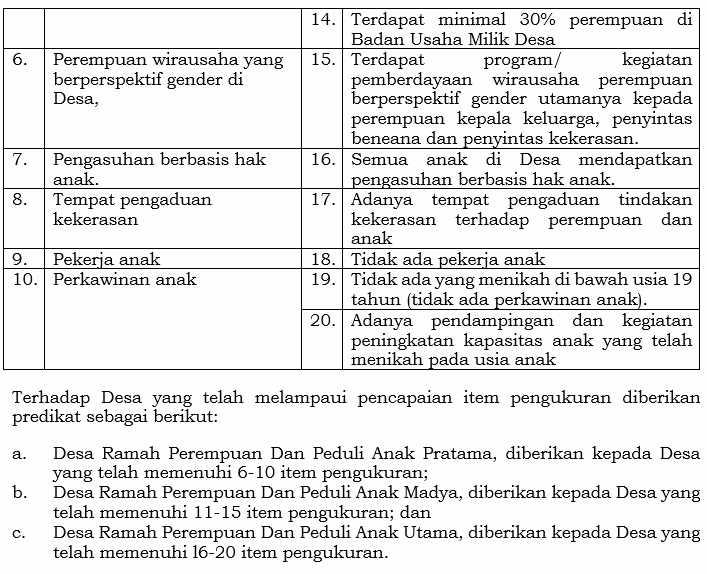 14. Terdapat minimal 30% perempuan di
Badan Usaha Milik Desa
6. Perempuan wirausaha yang
berperspektif gender di
Desa,
15. Terdapat program/ kegiatan
pemberdayaan wirausaha perempuan
berperspektif gender utamanya kepada
perempuan kepala keluarga, penyintas
beneana dan penyintas kekerasan.
7. Pengasuhan berbasis hak
anak.
16. Semua anak di Desa mendapatkan
pengasuhan berbasis hak anak.
8. Tempat pengaduan
kekerasan
17. Adanya tempat pengaduan tindakan
kekerasan terhadap perempuan dan
anak
9. Pekerja anak
18. Tidak ada pekerja anak
10. Perkawinan anak
19. Tidak ada yang menikah di bawah usia 19
tahun (tidak ada perkawinan anak).
20. Adanya pendampingan dan kegiatan
peningkatan kapasitas anak yang telah
menikah pada usia anak
Terhadap Desa yang telah melampaui pencapaian item pengukuran diberikan
predikat sebagai berikut:
a. Desa Ramah Perempuan Dan Peduli Anak Pratama, diberikan kepada Desa
yang telah memenuhi 6-10 item pengukuran;
b. Desa Ramah Perempuan Dan Peduli Anak Madya, diberikan kepada Desa yang
telah memenuhi 11-15 item pengukuran; dan
c. Desa Ramah Perempuan Dan Peduli Anak Utama, diberikan kepada Desa yang
telah memenuhi l6-20 item pengukuran.